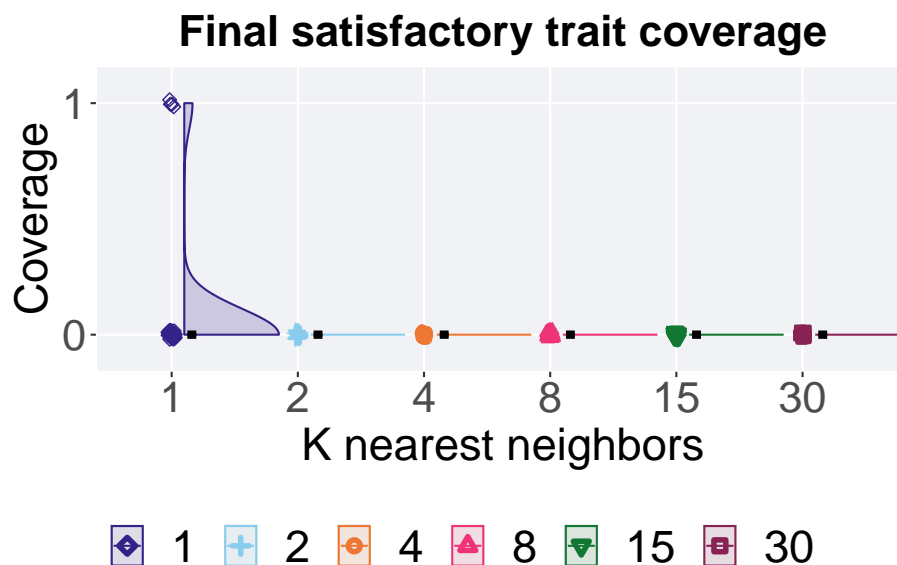 Final satisfactory trait coverage
Coverage
1
0
1 2 4 8 15 30
K nearest neighbors
1 2 4 8 15 30